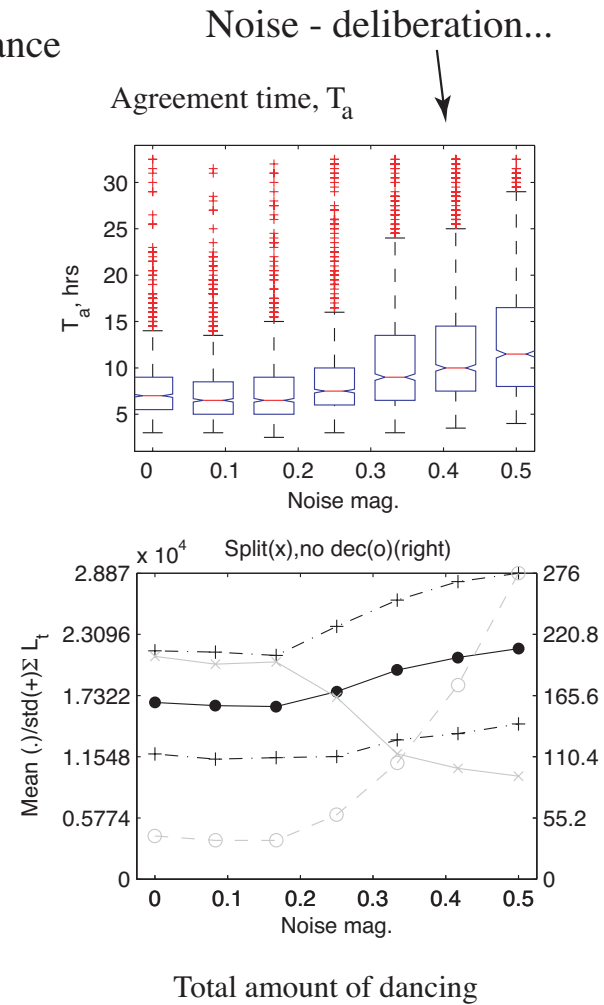 Noise - deliberation...
ance
Agreement time, Ta
30
25
20
15
10
5
Ta, hrs
0 0.1 0.2 0.3 0.4 0.5
Noise mag.
x 10^4 Split(x),no dec(o)(right)
2.887 276
2.3096 220.8
1.7322 165.6
1.1548 110.4
0.5774 55.2
0 0
Mean (.)/std(+)Σ Lt
0 0.1 0.2 0.3 0.4 0.5
Noise mag.
Total amount of dancing